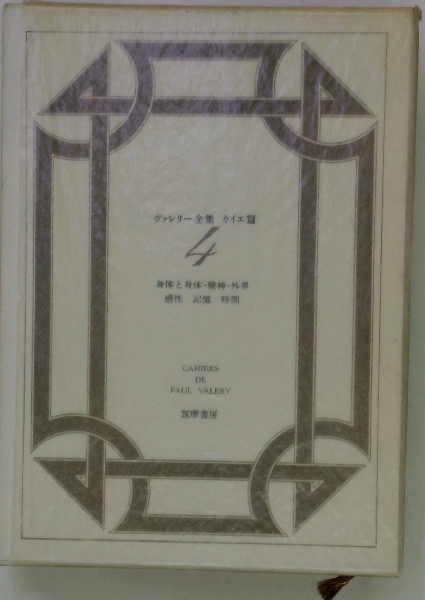 ヴァレリー全集 カイエ篇
4
身体と身体・精神・外界
感性 記憶 時間
CAHIERS
DE
PAUL VALERY
筑摩書房